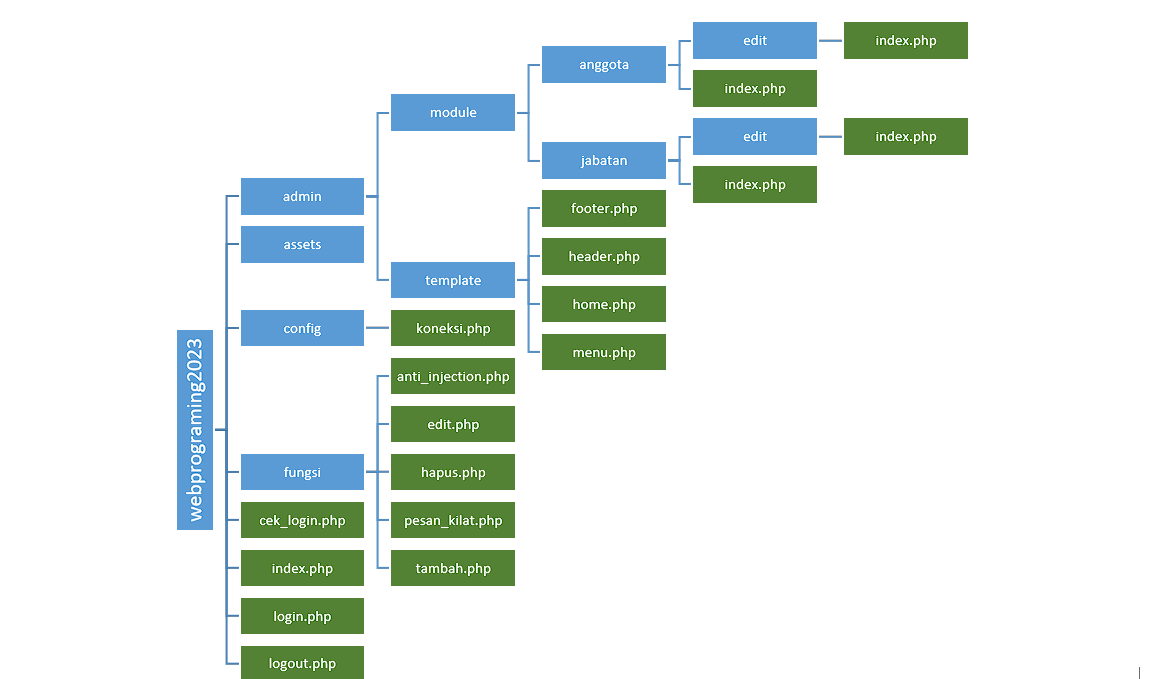 webprograming2023
admin
module
anggota
edit
index.php
index.php
jabatan
edit
index.php
index.php
template
footer.php
header.php
home.php
menu.php
assets
config
koneksi.php
fungsi
anti_injection.php
edit.php
hapus.php
pesan_kilat.php
tambah.php
cek_login.php
index.php
login.php
logout.php